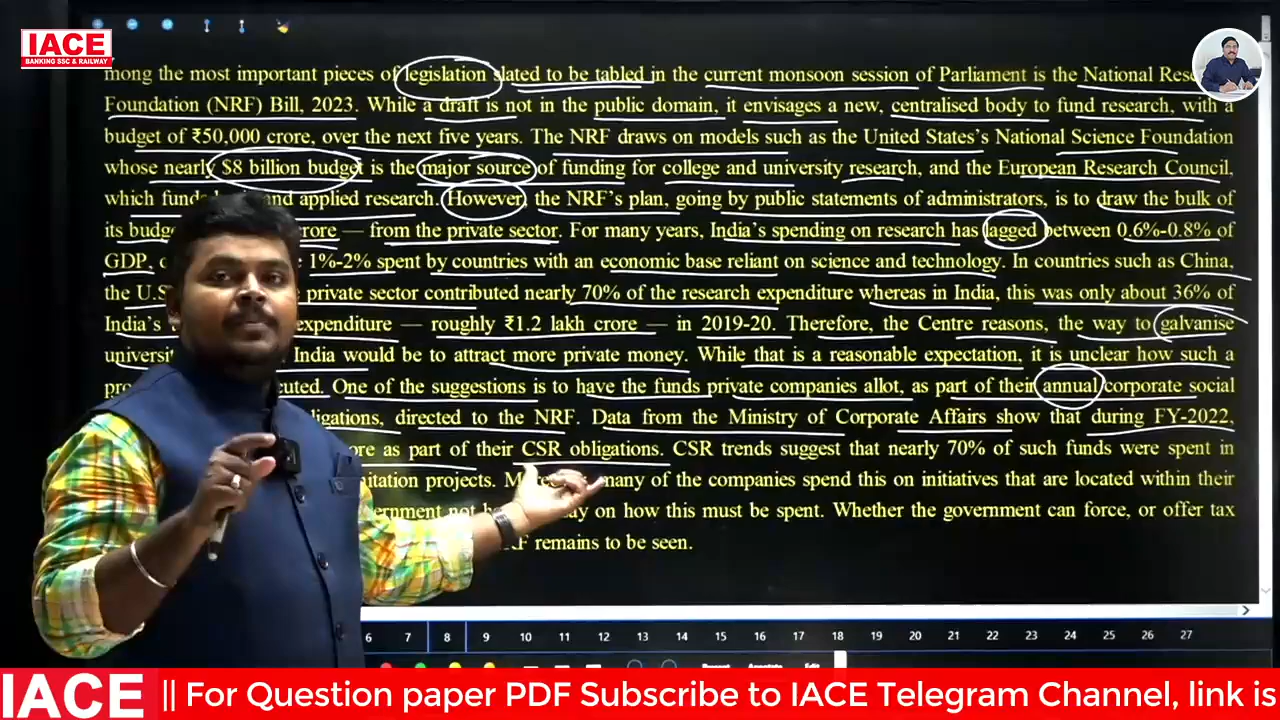 IACE
BANKING SSC & RAILWAY
mong the most important pieces of legislation slated to be tabled in the current monsoon session of Parliament is the National Rese
Foundation (NRF) Bill, 2023. While a draft is not in the public domain, it envisages a new, centralised body to fund research, with a
budget of ₹50,000 crore, over the next five years. The NRF draws on models such as the United States's National Science Foundation
whose nearly $8 billion budget is the major source of funding for college and university research, and the European Research Council,
which funds and applied research. However, the NRF's plan, going by public statements of administrators, is to draw the bulk of
its budg rore — from the private sector. For many years, India's spending on research has lagged between 0.6%-0.8% of
GDP, 1%-2% spent by countries with an economic base reliant on science and technology. In countries such as China,
the U.S private sector contributed nearly 70% of the research expenditure whereas in India, this was only about 36% of
India's expenditure — roughly ₹1.2 lakh crore — in 2019-20. Therefore, the Centre reasons, the way to galvanise
universi India would be to attract more private money. While that is a reasonable expectation, it is unclear how such a
pro cuted. One of the suggestions is to have the funds private companies allot, as part of their annual corporate social
ligations, directed to the NRF. Data from the Ministry of Corporate Affairs show that during FY-2022,
ore as part of their CSR obligations. CSR trends suggest that nearly 70% of such funds were spent in
nitation projects. many of the companies spend this on initiatives that are located within their
ernment not ay on how this must be spent. Whether the government can force, or offer tax
RF remains to be seen.
6 7 8 9 10 11 12 13 14 15 16 17 18 19 20 21 22 23 24 25 26 27
IACE || For Question paper PDF Subscribe to IACE Telegram Channel, link is